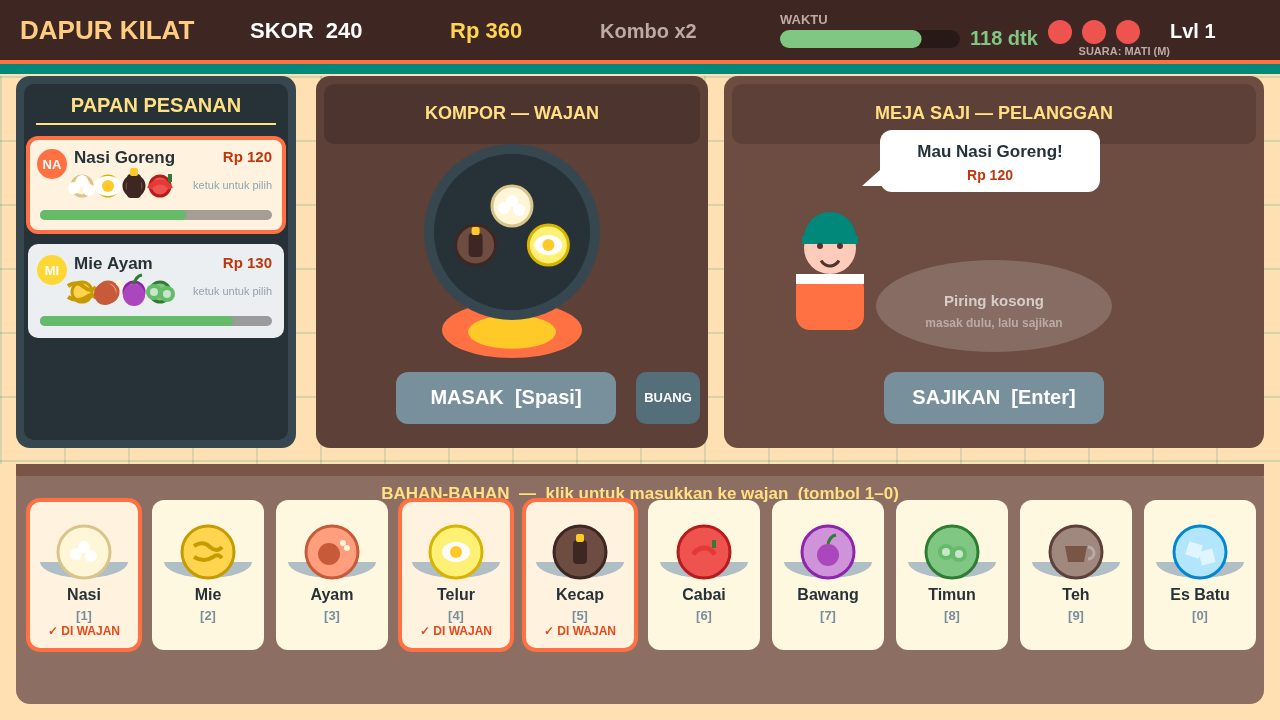 DAPUR KILAT
SKOR 240
Rp 360
Kombo x2
WAKTU
118 dtk
SUARA: MATI (M)
Lvl 1
PAPAN PESANAN
NA
Nasi Goreng
Rp 120
ketuk untuk pilih
MI
Mie Ayam
Rp 130
ketuk untuk pilih
KOMPOR — WAJAN
MASAK [Spasi]
BUANG
MEJA SAJI — PELANGGAN
Mau Nasi Goreng!
Rp 120
Piring kosong
masak dulu, lalu sajikan
SAJIKAN [Enter]
BAHAN-BAHAN — klik untuk masukkan ke wajan (tombol 1–0)
Nasi
[1]
✓ DI WAJAN
Mie
[2]
Ayam
[3]
Telur
[4]
✓ DI WAJAN
Kecap
[5]
✓ DI WAJAN
Cabai
[6]
Bawang
[7]
Timun
[8]
Teh
[9]
Es Batu
[0]